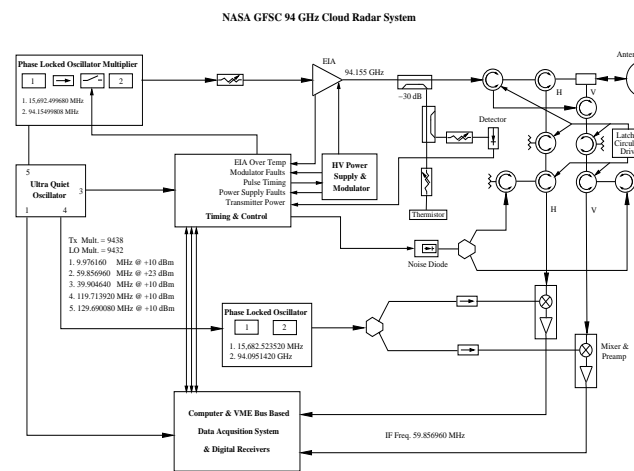 NASA GFSC 94 GHz Cloud Radar System
Phase Locked Oscillator Multiplier
1
2
1. 15,692.499680 MHz
2. 94.15499808 MHz
EIA
94.155 GHz
~30 dB
Detector
Thermistor
H
V
Anten
Latch
Circul
Driv
5
Ultra Quiet
Oscillator
3
1
4
EIA Over Temp
Modulator Faults
Pulse Timing
Power Supply Faults
Transmitter Power
Timing & Control
HV Power
Supply &
Modulator
Noise Diode
H
V
Tx Mult. = 9438
LO Mult. = 9432
1. 9.976160 MHz @ +10 dBm
2. 59.856960 MHz @ +23 dBm
3. 39.904640 MHz @ +10 dBm
4. 119.713920 MHz @ +10 dBm
5. 129.690080 MHz @ +10 dBm
Phase Locked Oscillator
1
2
1. 15,682.523520 MHz
2. 94.0951420 GHz
Mixer &
Preamp
Computer & VME Bus Based
Data Acqusition System
& Digital Receivers
IF Freq. 59.856960 MHz